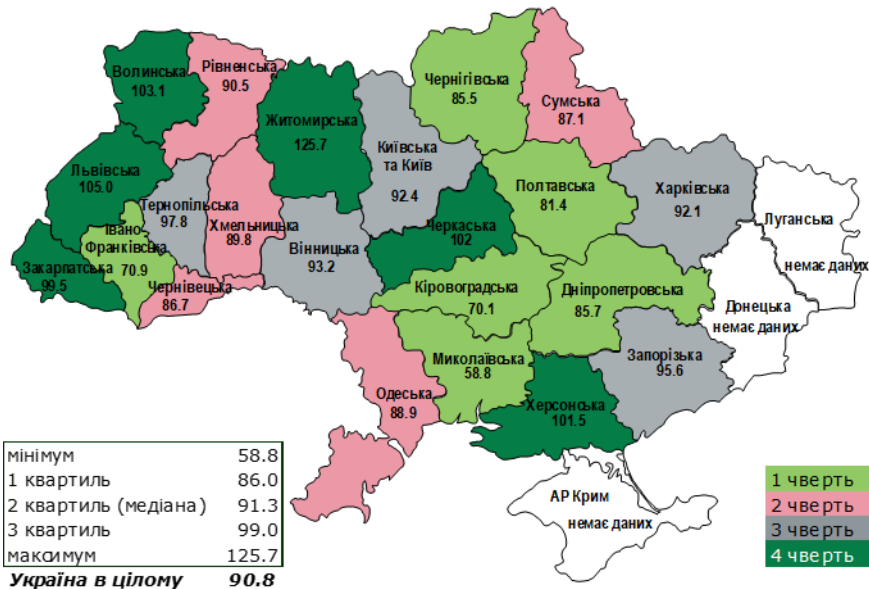 Волинська
103.1
Рівненська
90.5
Житомирська
125.7
Київська
та Київ
92.4
Чернігівська
85.5
Сумська
87.1
Львівська
105.0
Тернопільська
97.8
Хмельницька
89.8
Івано
Франківська
70.9
Закарпатська
99.5
Чернівецька
86.7
Вінницька
93.2
Черкаська
102
Полтавська
81.4
Харківська
92.1
Луганська
немає даних
Донецька
немає даних
Кіровоградська
70.1
Дніпропетровська
85.7
Запорізька
95.6
Миколаївська
58.8
Одеська
88.9
Херсонська
101.5
АР Крим
немає даних
мінімум 58.8
1 квартиль 86.0
2 квартиль (медіана) 91.3
3 квартиль 99.0
максимум 125.7
Україна в цілому 90.8
1 чверть
2 чверть
3 чверть
4 чверть